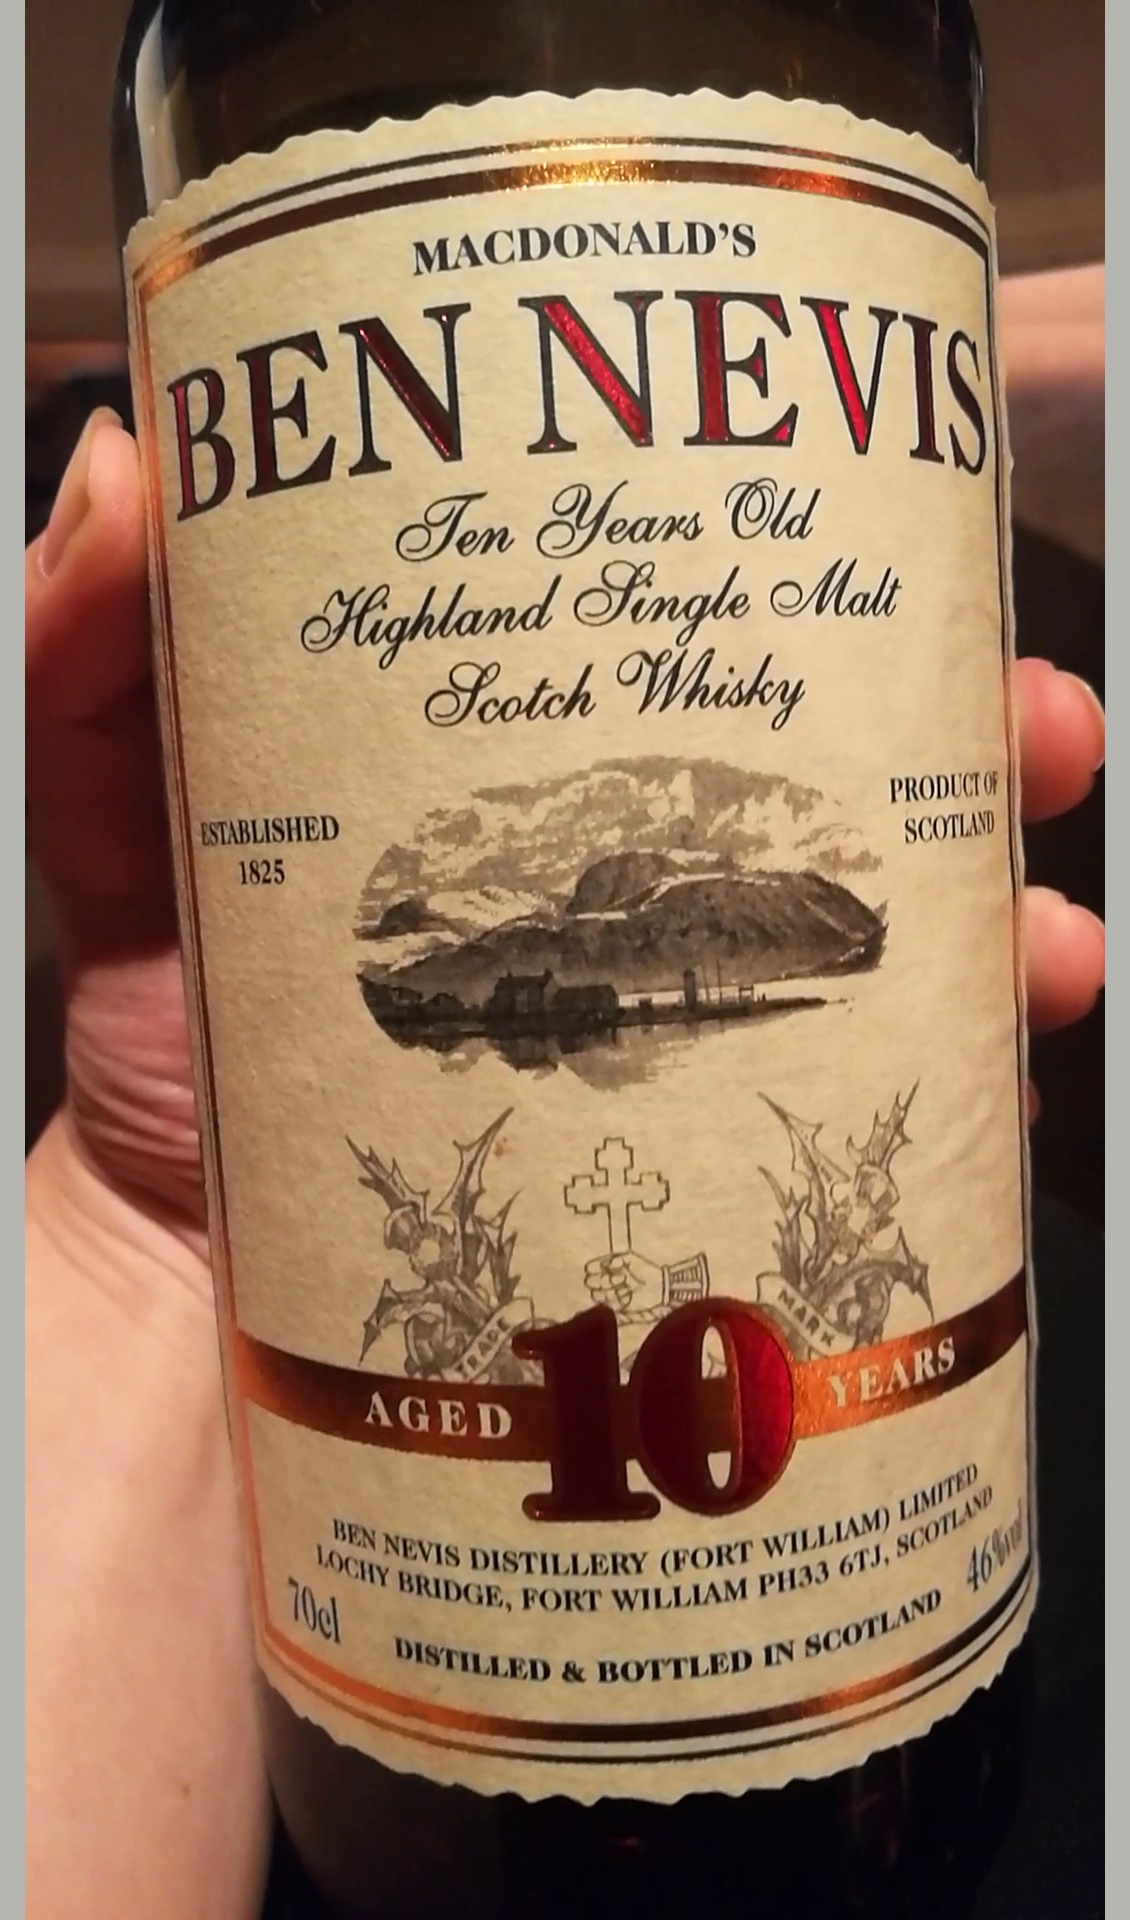 MACDONALD'S
BEN NEVIS
Ten Years Old
Highland Single Malt
Scotch Whisky
ESTABLISHED
1825
PRODUCT OF
SCOTLAND
TRADE
MARK
AGED 10 YEARS
BEN NEVIS DISTILLERY (FORT WILLIAM) LIMITED
LOCHY BRIDGE, FORT WILLIAM PH33 6TJ, SCOTLAND
70cl
46%vol
DISTILLED & BOTTLED IN SCOTLAND